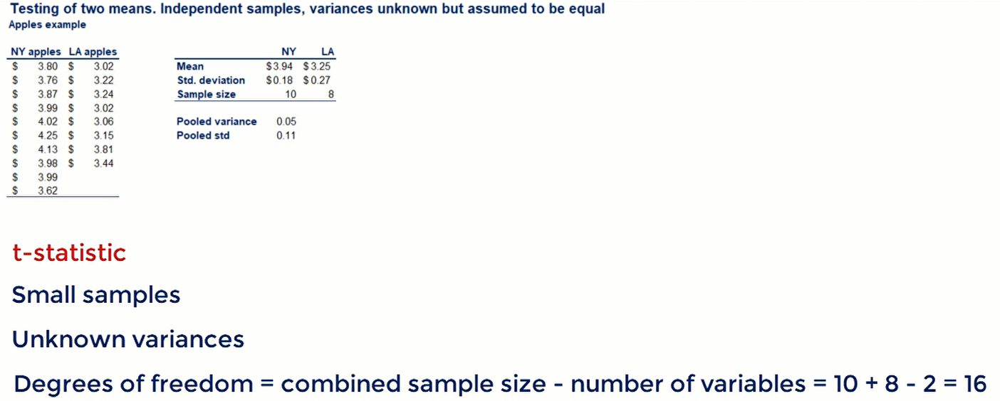 Testing of two means. Independent samples, variances unknown but assumed to be equal
Apples example
NY apples LA apples
$ 3.80 $ 3.02
$ 3.76 $ 3.22
$ 3.87 $ 3.24
$ 3.99 $ 3.02
$ 4.02 $ 3.06
$ 4.25 $ 3.15
$ 4.13 $ 3.81
$ 3.98 $ 3.44
$ 3.99
$ 3.62
NY LA
Mean $3.94 $3.25
Std. deviation $0.18 $0.27
Sample size 10 8
Pooled variance 0.05
Pooled std 0.11
t-statistic
Small samples
Unknown variances
Degrees of freedom = combined sample size - number of variables = 10 + 8 - 2 = 16